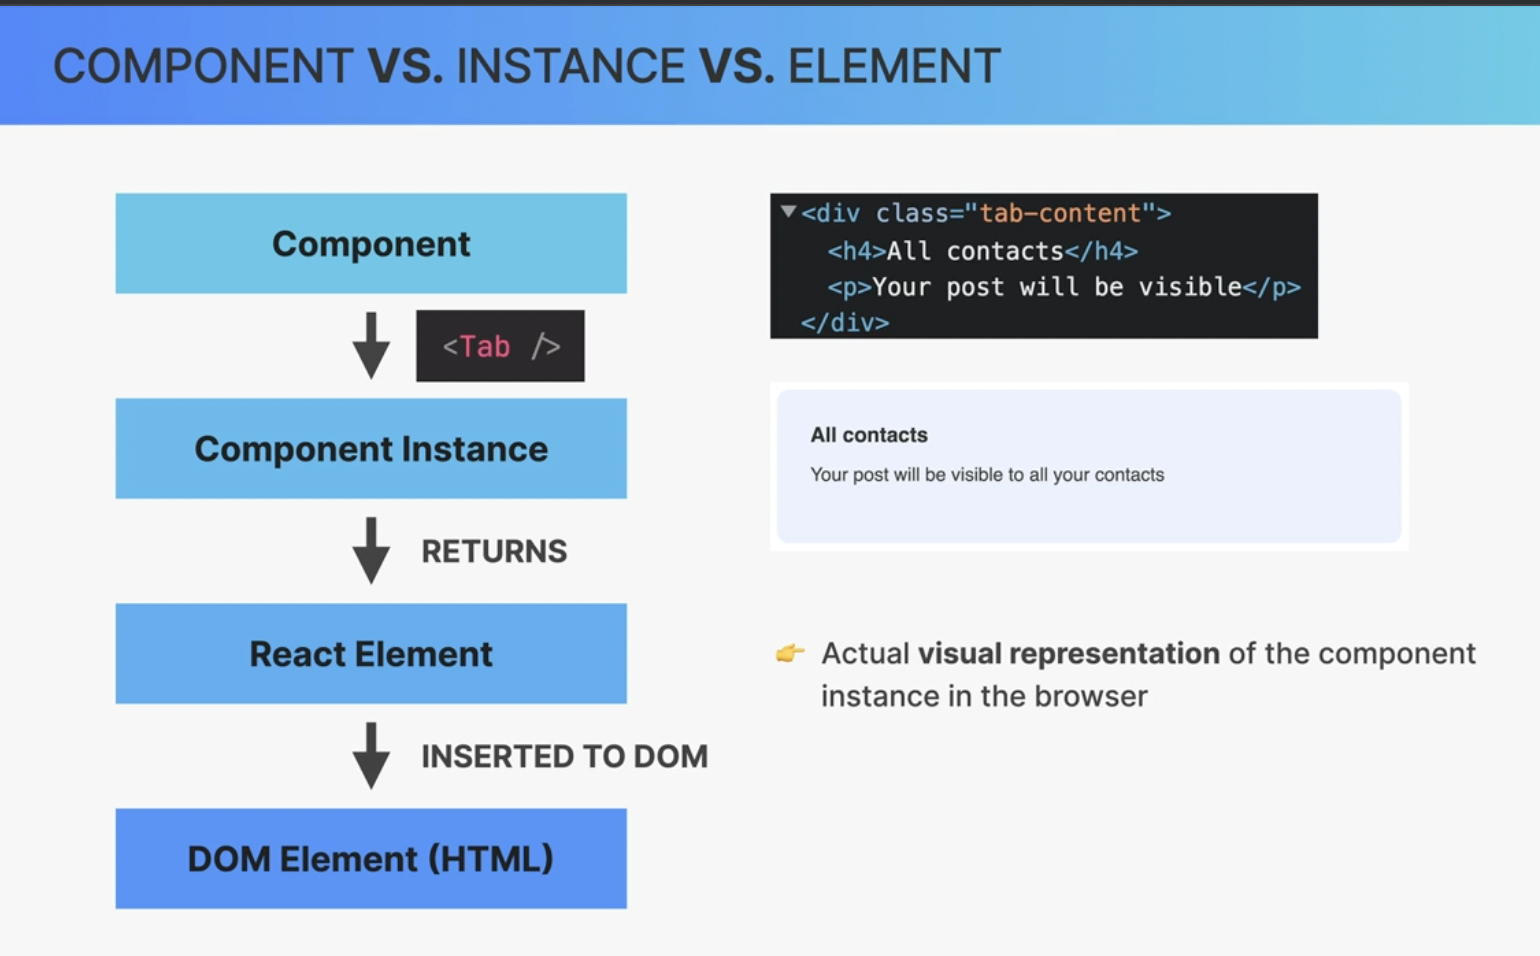 COMPONENT VS. INSTANCE VS. ELEMENT
Component
<Tab />
Component Instance
RETURNS
React Element
INSERTED TO DOM
DOM Element (HTML)
<div class="tab-content">
<h4>All contacts</h4>
<p>Your post will be visible</p>
</div>
All contacts
Your post will be visible to all your contacts
👉 Actual visual representation of the component
instance in the browser